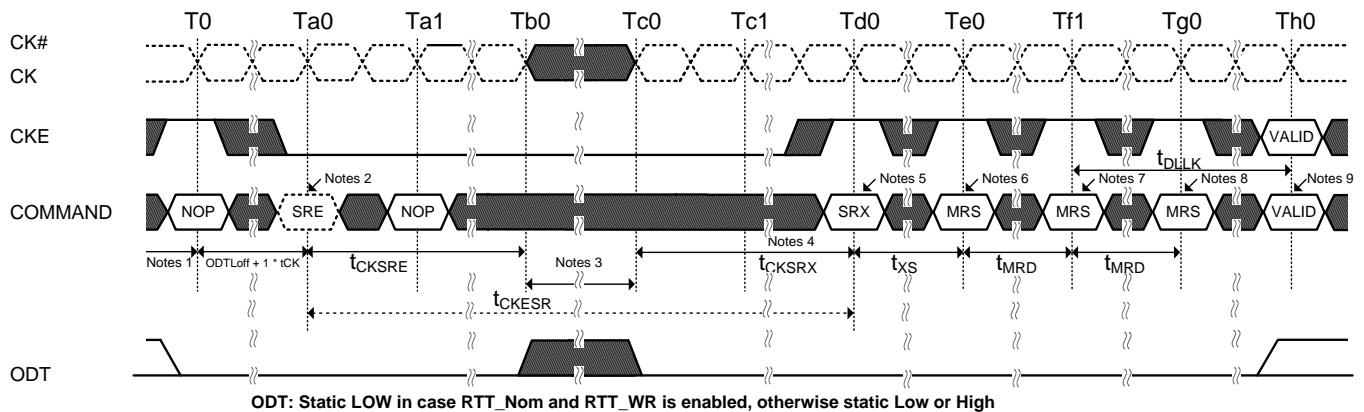 T0 Ta0 Ta1 Tb0 Tc0 Tc1 Td0 Te0 Tf1 Tg0 Th0
CK#
CK
CKE
VALID
tDLLK
Notes 2 Notes 5 Notes 6 Notes 7 Notes 8 Notes 9
COMMAND NOP SRE NOP SRX MRS MRS MRS VALID
Notes 1 ODTLoff + 1 * tCK tCKSRE Notes 3 Notes 4 tCKSRX tXS tMRD tMRD
tCKESR
ODT
ODT: Static LOW in case RTT_Nom and RTT_WR is enabled, otherwise static Low or High